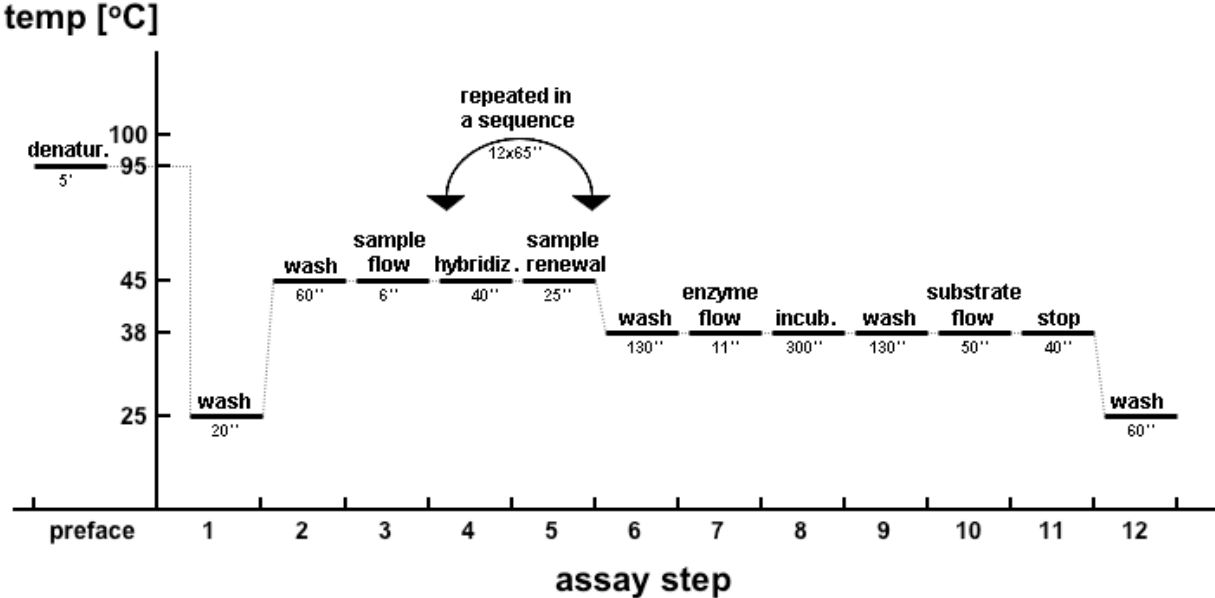 temp [°C]
repeated in
a sequence
12x65''
100
denatur.
95
5'
sample
flow
sample
renewal
wash
hybridiz.
45
60''
6''
40''
25''
enzyme
flow
substrate
flow
wash
incub.
wash
stop
38
130''
11''
300''
130''
50''
40''
wash
wash
25
20''
60''
preface 1 2 3 4 5 6 7 8 9 10 11 12
assay step